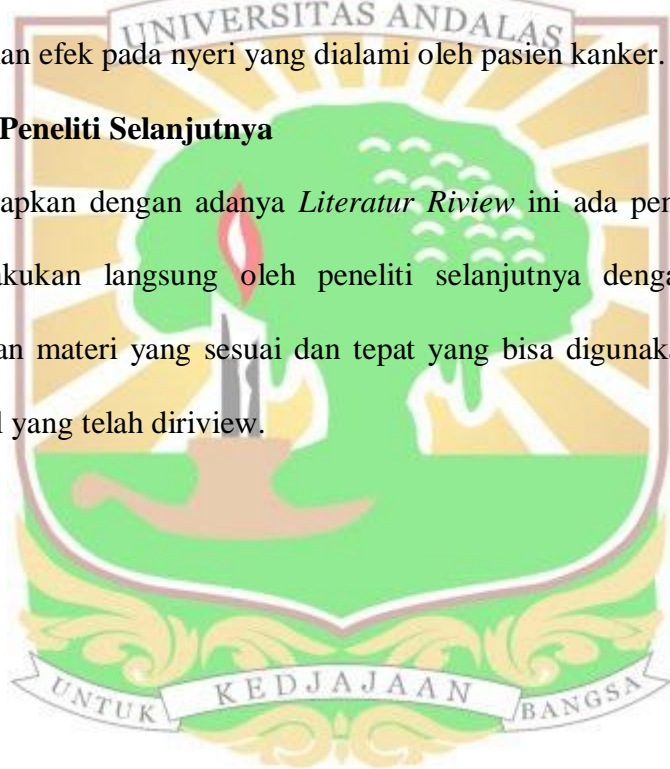 UNIVERSITAS ANDALAS
an efek pada nyeri yang dialami oleh pasien kanker.
Peneliti Selanjutnya
apkan dengan adanya Literatur Riview ini ada pen
akukan langsung oleh peneliti selanjutnya denga
an materi yang sesuai dan tepat yang bisa digunaka
l yang telah diriview.
UNTUK KEDJAJAAN BANGSA